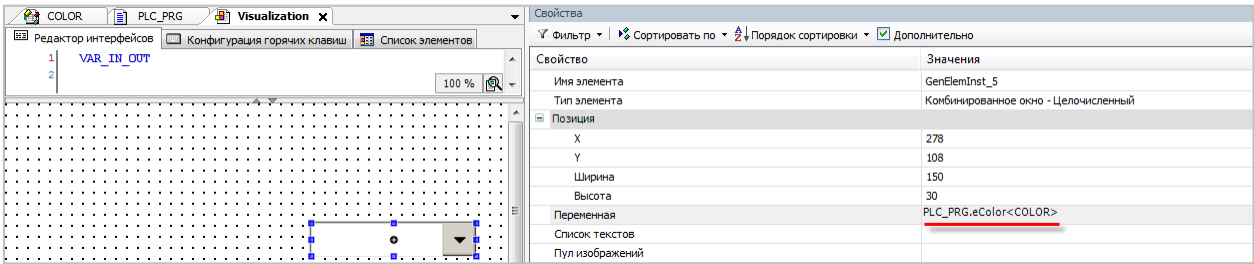 COLOR PLC_PRG Visualization x
Редактор интерфейсов Конфигурация горячих клавиш Список элементов
1 VAR_IN_OUT
2
100 %
Свойства
Фильтр Сортировать по Порядок сортировки Дополнительно
Свойство Значения
Имя элемента GenElemInst_5
Тип элемента Комбинированное окно - Целочисленный
Позиция
X 278
Y 108
Ширина 150
Высота 30
Переменная PLC_PRG.eColor<COLOR>
Список текстов
Пул изображений